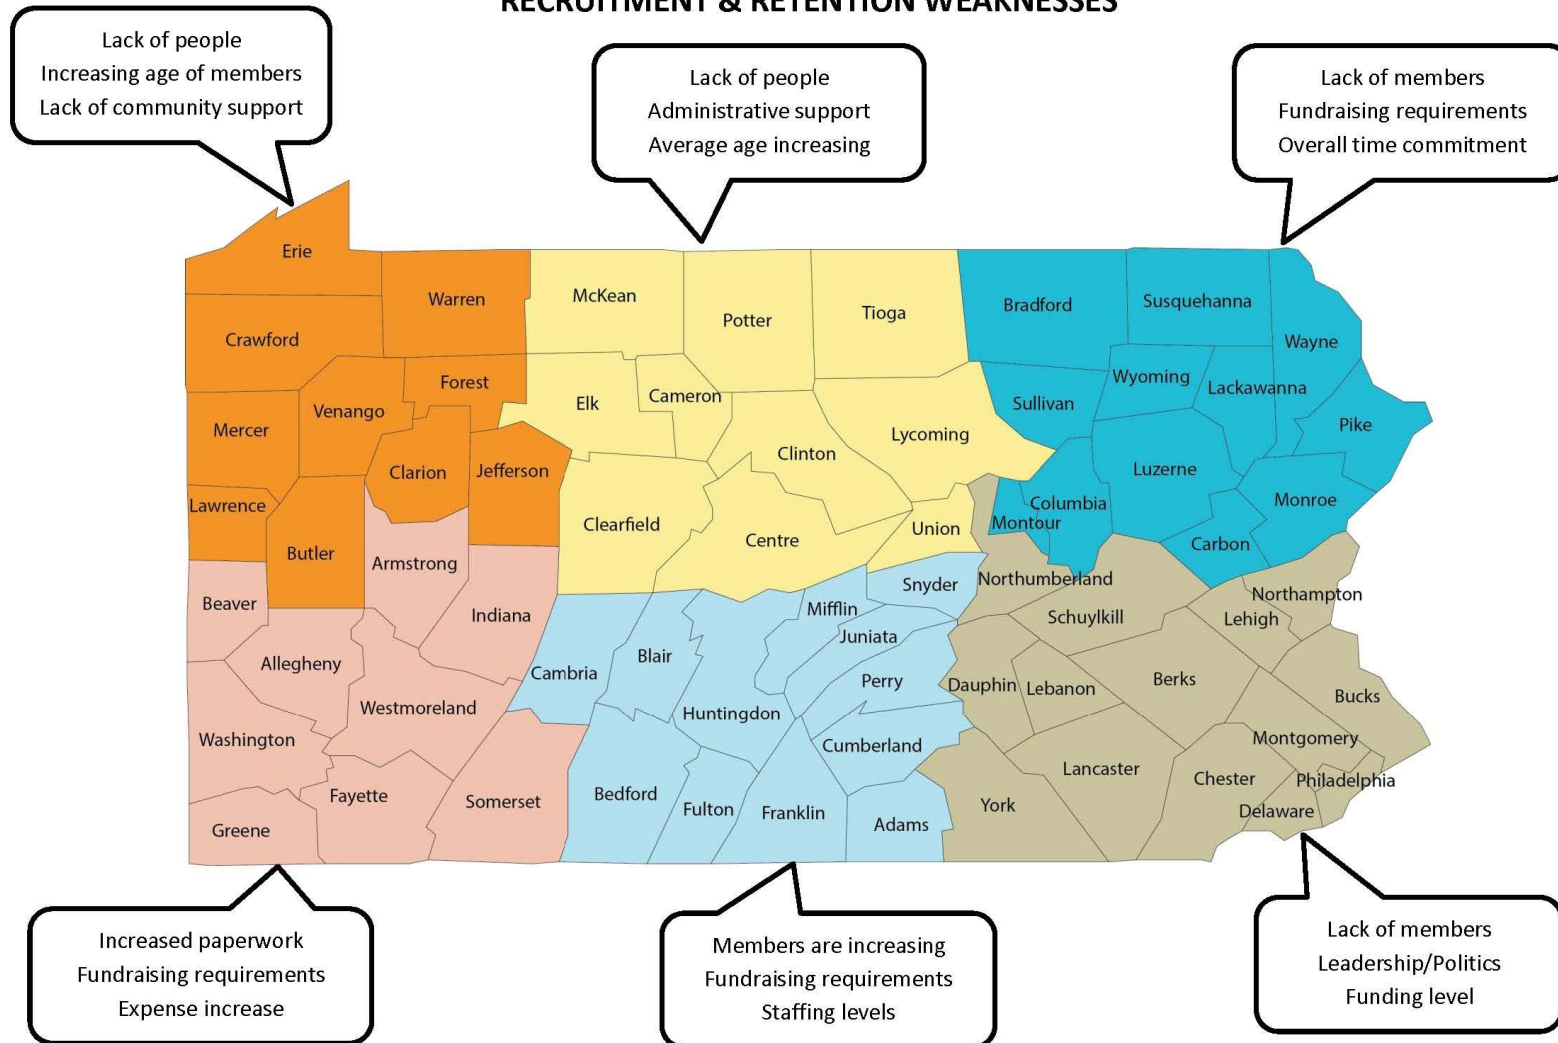 RECRUITMENT & RETENTION WEAKNESSES
Lack of people
Increasing age of members
Lack of community support
Lack of people
Administrative support
Average age increasing
Lack of members
Fundraising requirements
Overall time commitment
Erie
Warren
McKean
Potter
Tioga
Bradford
Susquehanna
Wayne
Crawford
Forest
Venango
Mercer
Elk
Cameron
Clinton
Lycoming
Sullivan
Wyoming
Lackawanna
Pike
Clarion
Jefferson
Lawrence
Butler
Clearfield
Centre
Union
Montour
Columbia
Luzerne
Monroe
Carbon
Armstrong
Indiana
Beaver
Allegheny
Westmoreland
Washington
Greene
Fayette
Somerset
Cambria
Blair
Huntingdon
Mifflin
Juniata
Snyder
Perry
Cumberland
Bedford
Fulton
Franklin
Adams
Northumberland
Schuylkill
Northampton
Lehigh
Dauphin
Lebanon
Berks
Bucks
Montgomery
Philadelphia
Lancaster
Chester
Delaware
York
Increased paperwork
Fundraising requirements
Expense increase
Members are increasing
Fundraising requirements
Staffing levels
Lack of members
Leadership/Politics
Funding level